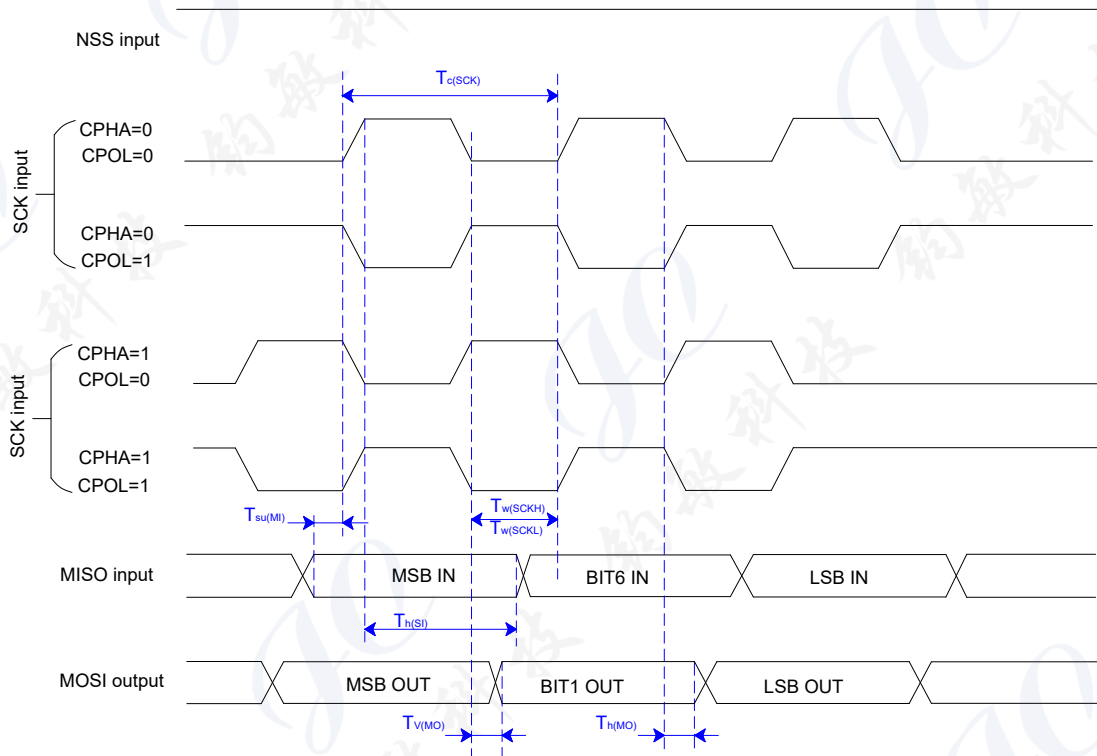 NSS input
Tc(SCK)
SCK input
CPHA=0
CPOL=0
CPHA=0
CPOL=1
SCK input
CPHA=1
CPOL=0
CPHA=1
CPOL=1
Tsu(MI)
Tw(SCKH)
Tw(SCKL)
MISO input
MSB IN
BIT6 IN
LSB IN
Th(SI)
MOSI output
MSB OUT
BIT1 OUT
LSB OUT
TV(MO)
Th(MO)